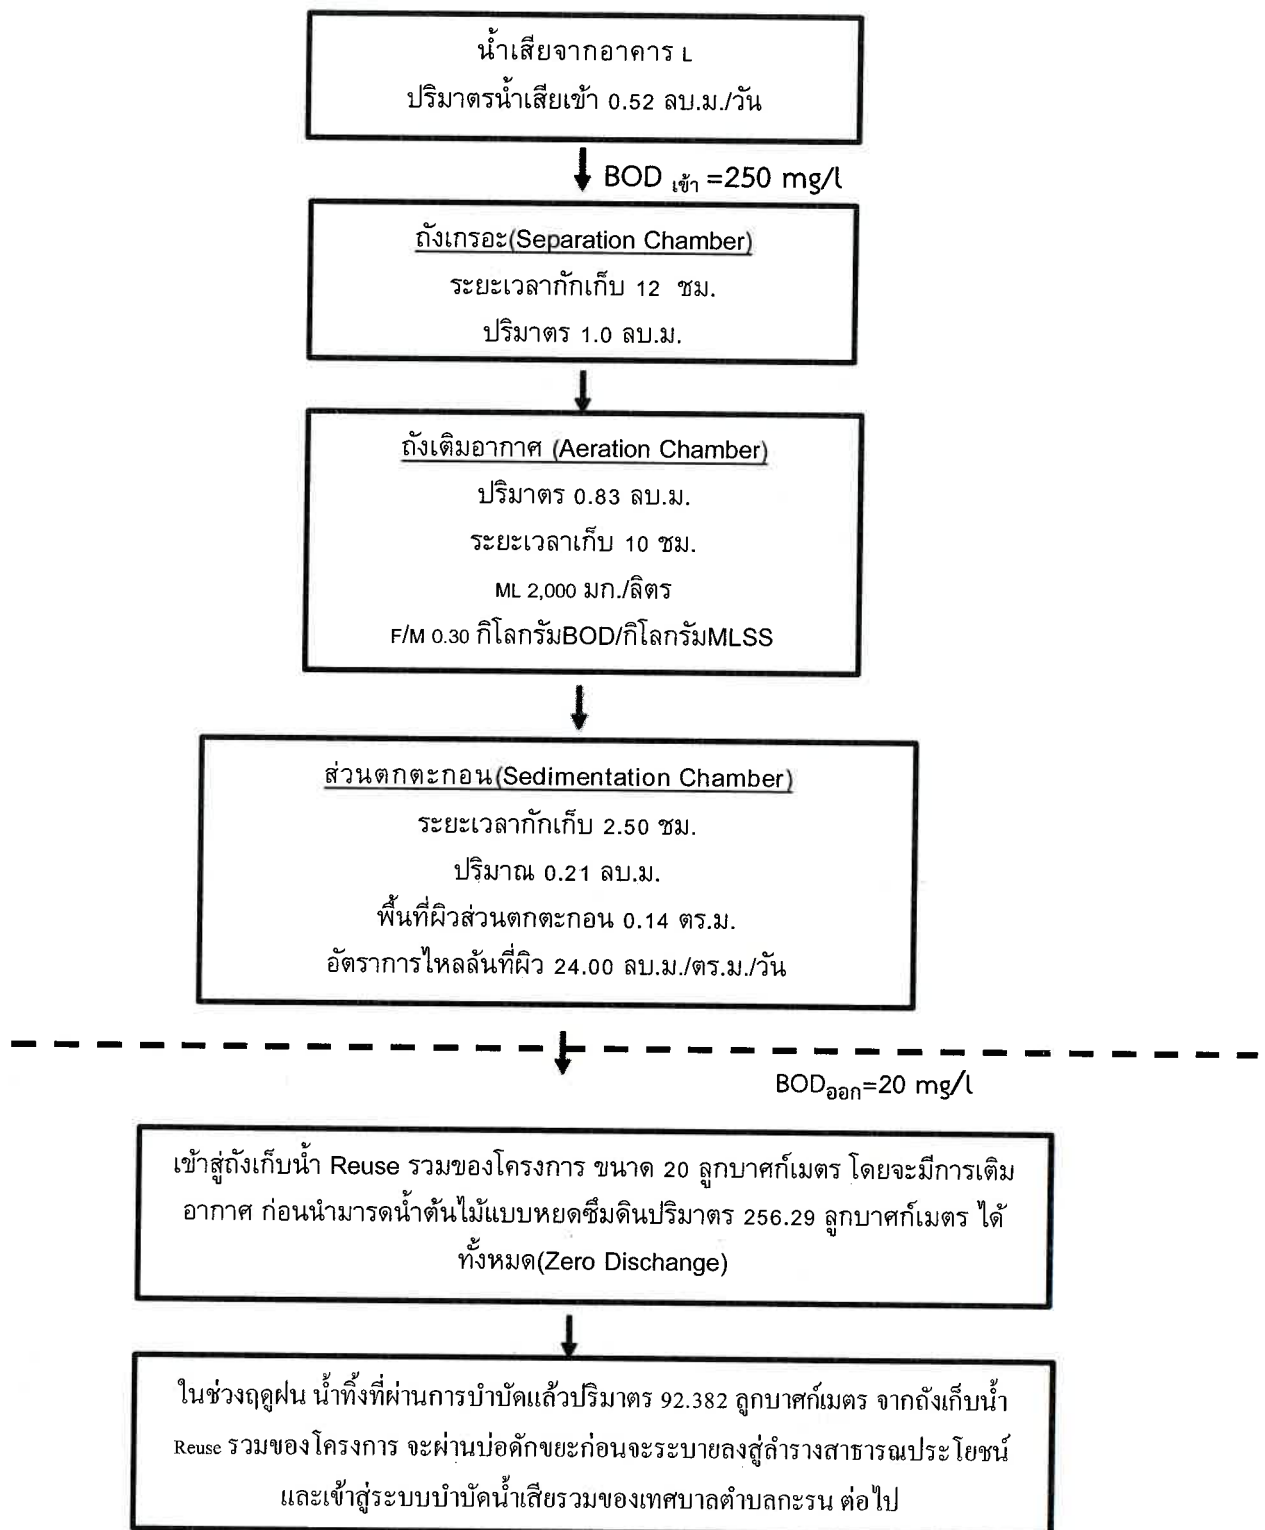 น้ำเสียจากอาคาร L
ปริมาตรน้ำเสียเข้า 0.52 ลบ.ม./วัน
BOD เข้า =250 mg/l
ถังเกรอะ(Separation Chamber)
ระยะเวลากักเก็บ 12 ชม.
ปริมาตร 1.0 ลบ.ม.
ถังเติมอากาศ (Aeration Chamber)
ปริมาตร 0.83 ลบ.ม.
ระยะเวลาเก็บ 10 ชม.
ML 2,000 มก./ลิตร
F/M 0.30 กิโลกรัมBOD/กิโลกรัมMLSS
ส่วนตกตะกอน(Sedimentation Chamber)
ระยะเวลากักเก็บ 2.50 ชม.
ปริมาณ 0.21 ลบ.ม.
พื้นที่ผิวส่วนตกตะกอน 0.14 ตร.ม.
อัตราการไหลล้นที่ผิว 24.00 ลบ.ม./ตร.ม./วัน
BODออก=20 mg/l
เข้าสู่ถังเก็บน้ำ Reuse รวมของโครงการ ขนาด 20 ลูกบาศก์เมตร โดยจะมีการเติม
อากาศ ก่อนนำมารดน้ำต้นไม้แบบหยดซึมดินปริมาตร 256.29 ลูกบาศก์เมตร ได้
ทั้งหมด(Zero Dischange)
ในช่วงฤดูฝน น้ำทิ้งที่ผ่านการบำบัดแล้วปริมาตร 92.382 ลูกบาศก์เมตร จากถังเก็บน้ำ
Reuse รวมของโครงการ จะผ่านบ่อดักขยะก่อนจะระบายลงสู่ลำรางสาธารณประโยชน์
และเข้าสู่ระบบบำบัดน้ำเสียรวมของเทศบาลตำบลกะรน ต่อไป